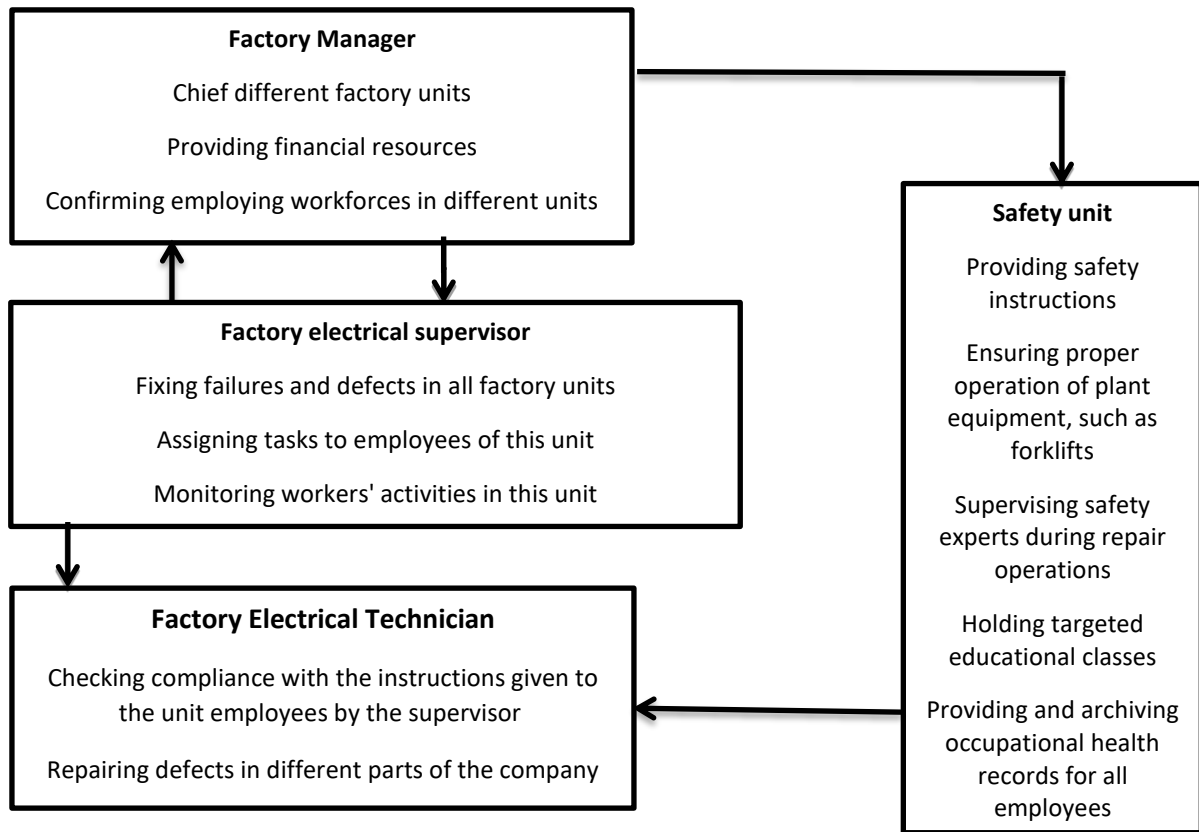 Factory Manager
Chief different factory units
Providing financial resources
Confirming employing workforces in different units
Factory electrical supervisor
Fixing failures and defects in all factory units
Assigning tasks to employees of this unit
Monitoring workers' activities in this unit
Factory Electrical Technician
Checking compliance with the instructions given to
the unit employees by the supervisor
Repairing defects in different parts of the company
Safety unit
Providing safety
instructions
Ensuring proper
operation of plant
equipment, such as
forklifts
Supervising safety
experts during repair
operations
Holding targeted
educational classes
Providing and archiving
occupational health
records for all
employees